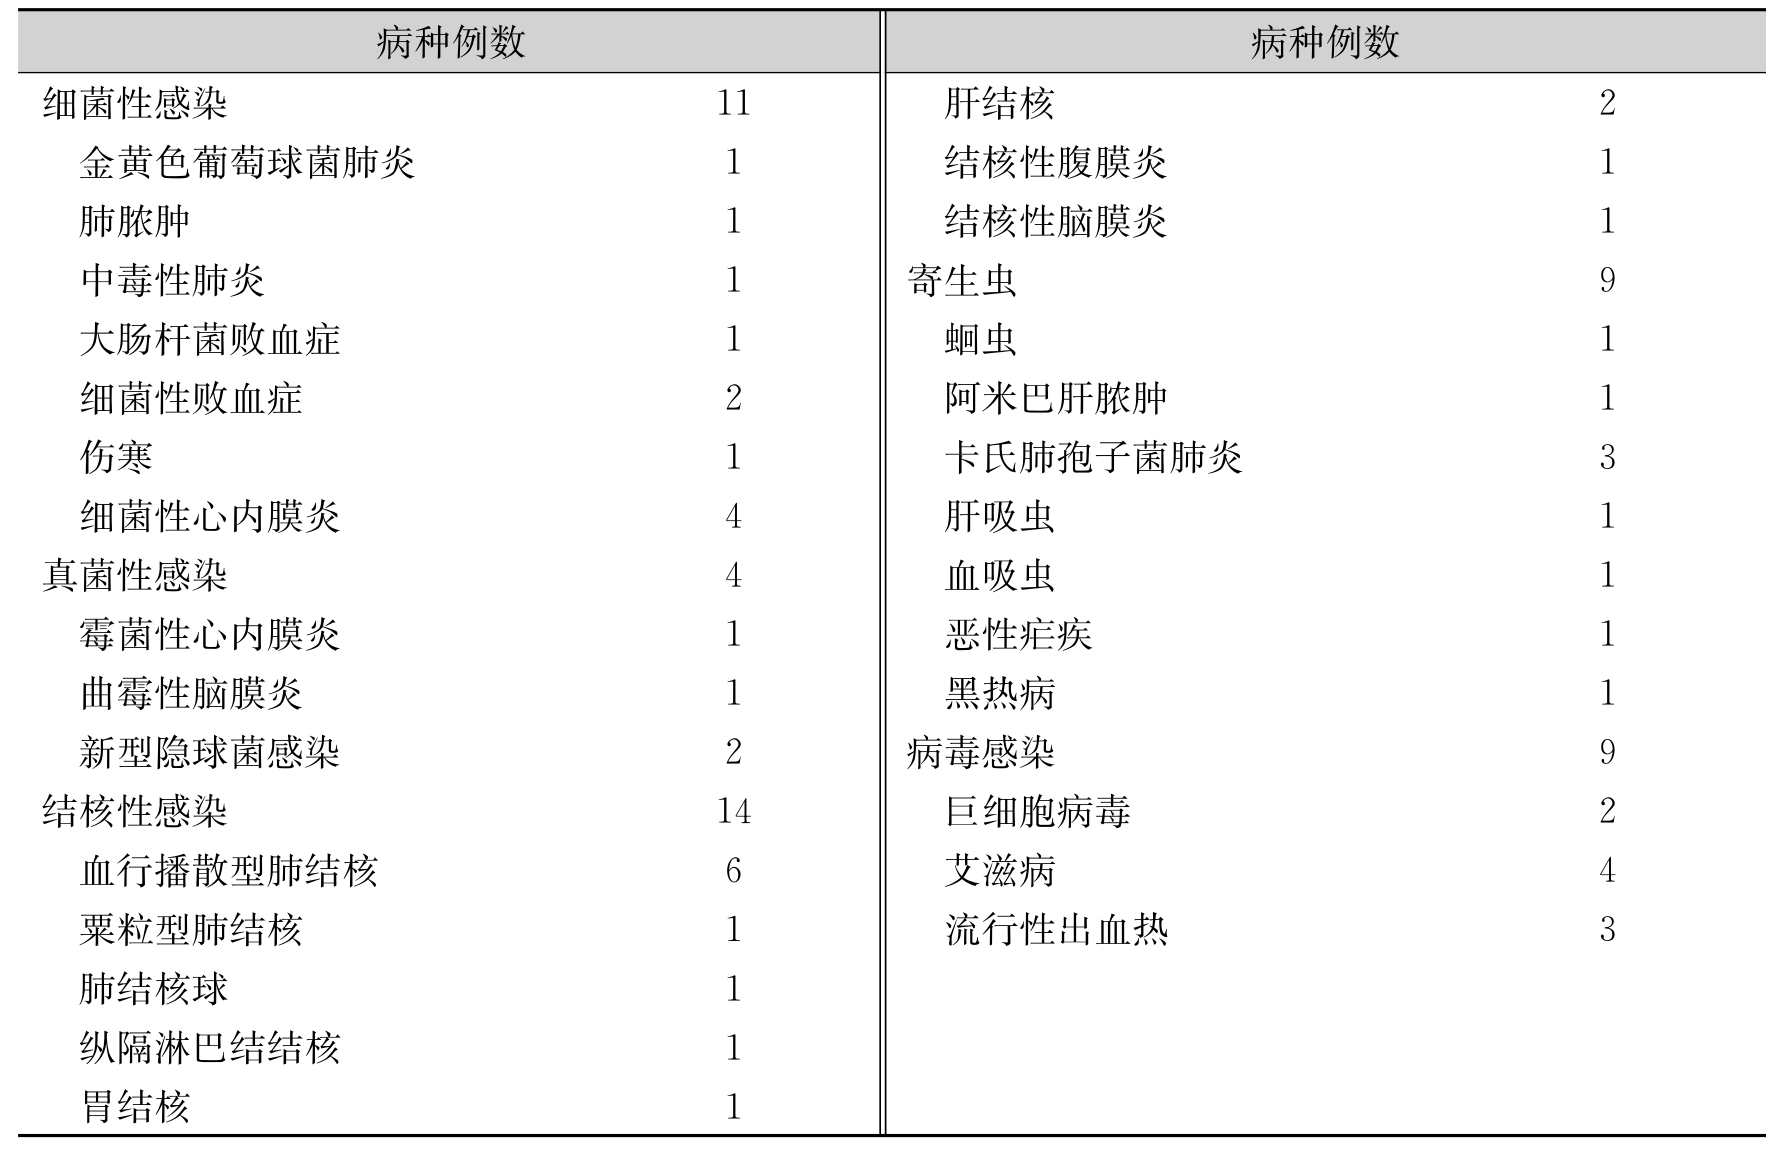 病种例数
细菌性感染 11
金黄色葡萄球菌肺炎 1
肺脓肿 1
中毒性肺炎 1
大肠杆菌败血症 1
细菌性败血症 2
伤寒 1
细菌性心内膜炎 4
真菌性感染 4
霉菌性心内膜炎 1
曲霉性脑膜炎 1
新型隐球菌感染 2
结核性感染 14
血行播散型肺结核 6
粟粒型肺结核 1
肺结核球 1
纵隔淋巴结结核 1
胃结核 1
病种例数
肝结核 2
结核性腹膜炎 1
结核性脑膜炎 1
寄生虫 9
蛔虫 1
阿米巴肝脓肿 1
卡氏肺孢子菌肺炎 3
肝吸虫 1
血吸虫 1
恶性疟疾 1
黑热病 1
病毒感染 9
巨细胞病毒 2
艾滋病 4
流行性出血热 3